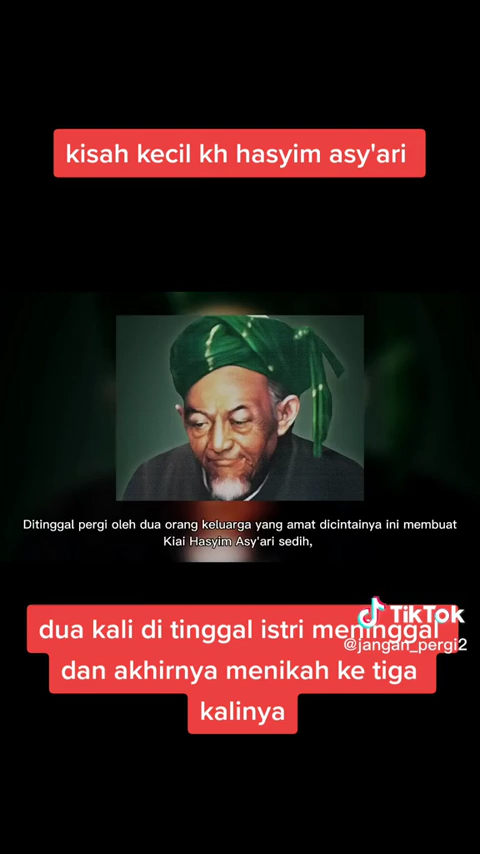 kisah kecil kh hasyim asy'ari
Ditinggal pergi oleh dua orang keluarga yang amat dicintainya ini membuat
Kiai Hasyim Asy'ari sedih,
dua kali di tinggal istri meninggal
dan akhirnya menikah ke tiga
kalinya
TikTok
@jangan_pergi2